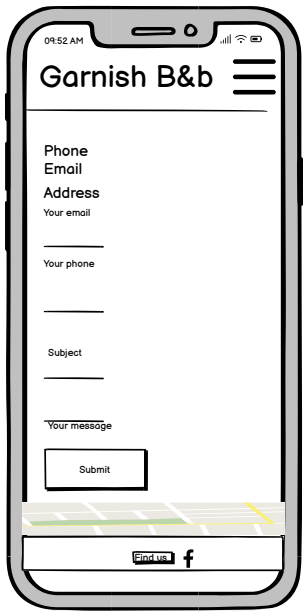 09:52 AM
Garnish B&b
Phone
Email
Address
Your email
Your phone
Subject
Your message
Submit
Find us